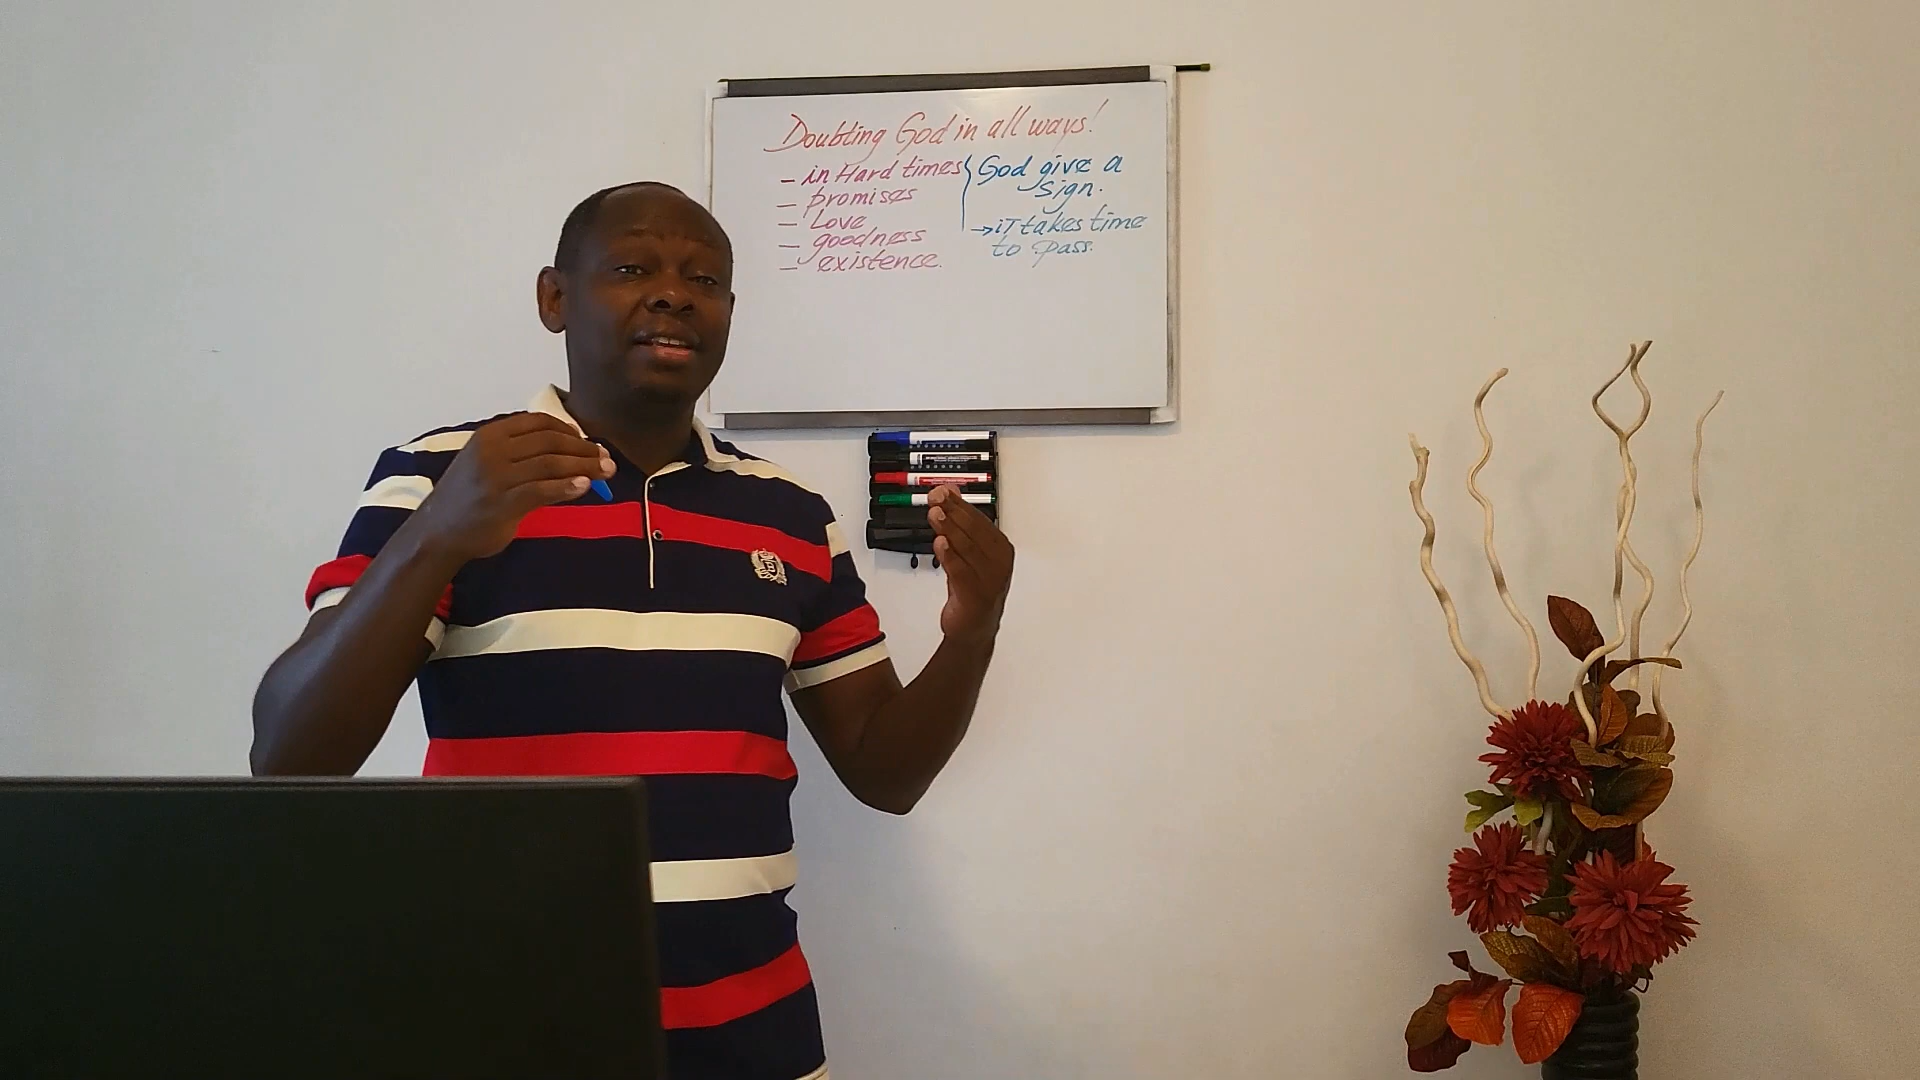 Doubting God in all ways!
– in Hard times
– promises
– Love
– goodness
– existence.
God give a
sign.
→ iT takes time
to pass.